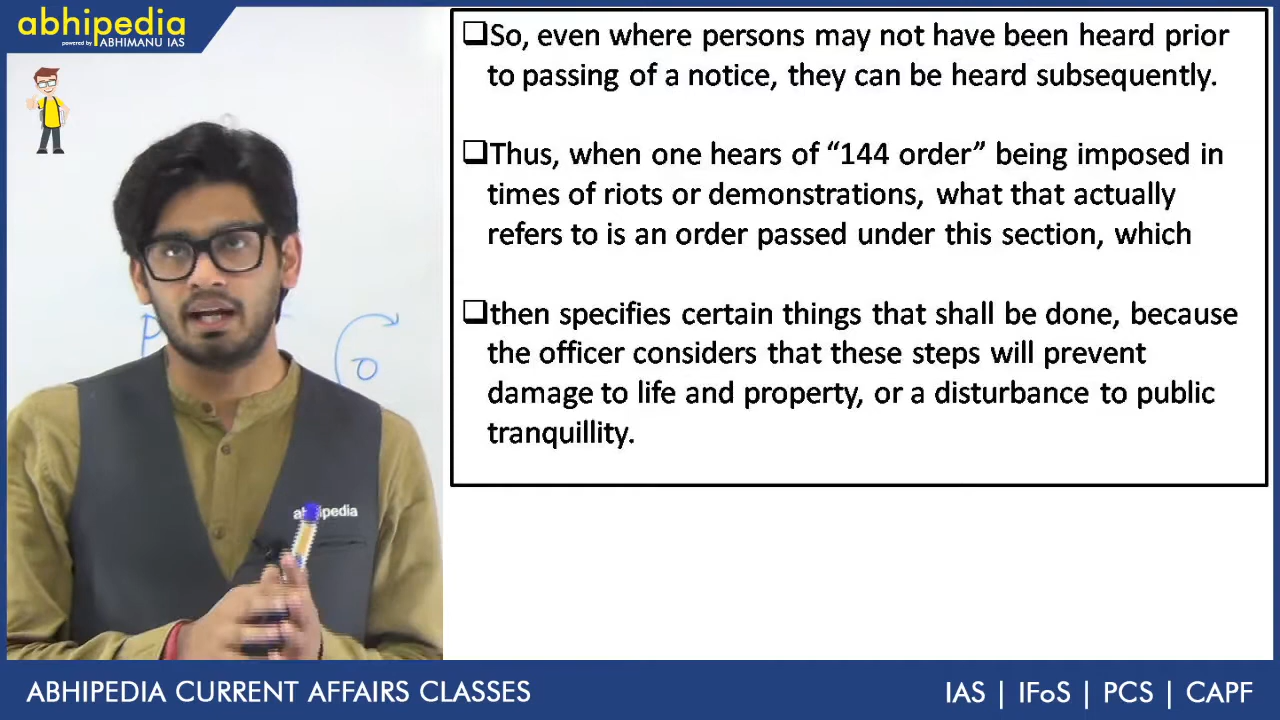 abhipedia
powered by ABHIMANU IAS
❑So, even where persons may not have been heard prior
to passing of a notice, they can be heard subsequently.
❑Thus, when one hears of “144 order” being imposed in
times of riots or demonstrations, what that actually
refers to is an order passed under this section, which
❑then specifies certain things that shall be done, because
the officer considers that these steps will prevent
damage to life and property, or a disturbance to public
tranquillity.
ABHIPEDIA CURRENT AFFAIRS CLASSES
IAS | IFoS | PCS | CAPF